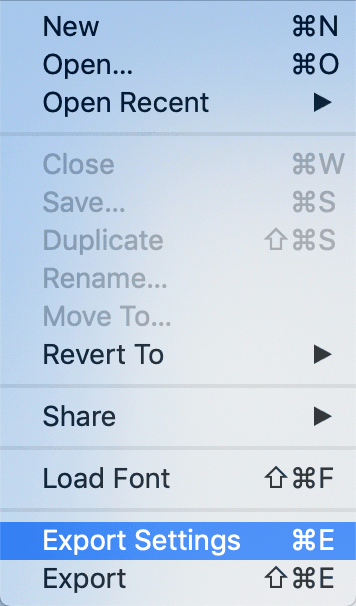 New ⌘N
Open... ⌘O
Open Recent ▶
Close ⌘W
Save... ⌘S
Duplicate ⇧⌘S
Rename...
Move To...
Revert To ▶
Share ▶
Load Font ⇧⌘F
Export Settings ⌘E
Export ⇧⌘E